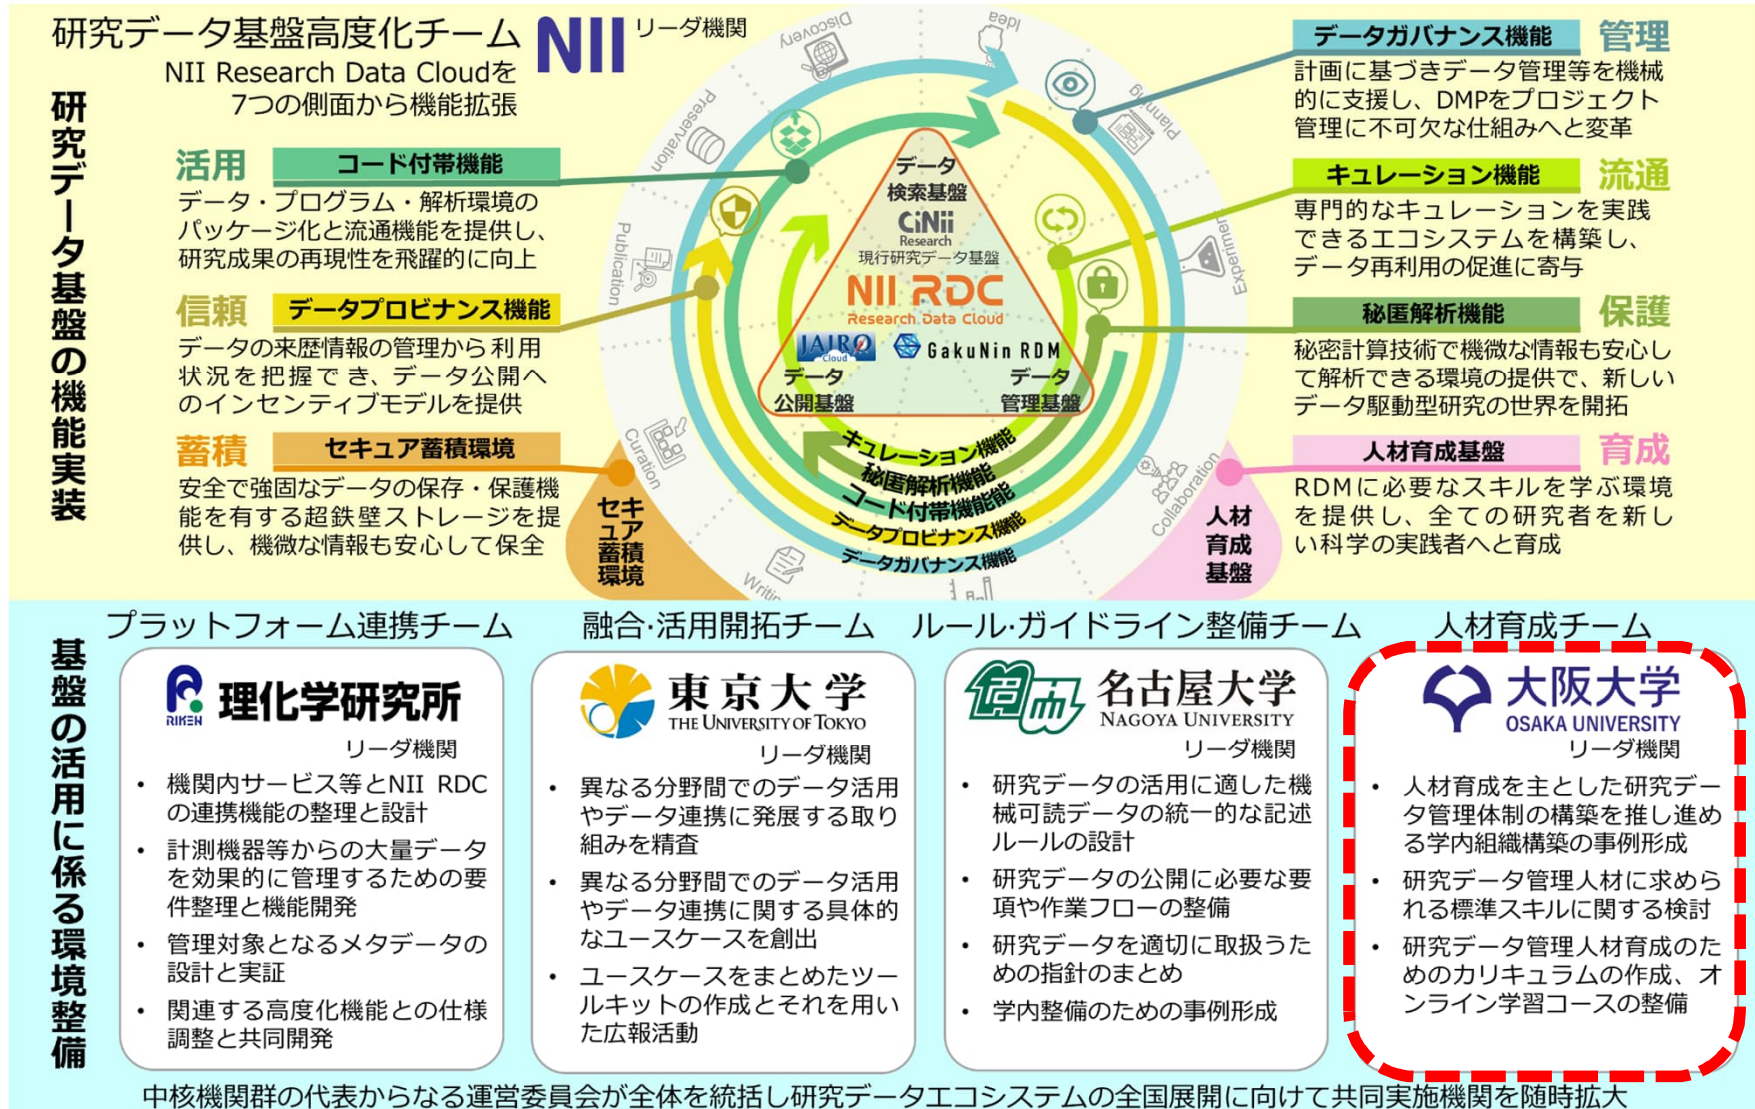 研究データ基盤高度化チーム
NII
リーダ機関
NII Research Data Cloudを
7つの側面から機能拡張
研究データ基盤の機能実装
活用
コード付帯機能
データ・プログラム・解析環境の
パッケージ化と流通機能を提供し、
研究成果の再現性を飛躍的に向上
信頼
データプロビナンス機能
データの来歴情報の管理から利用
状況を把握でき、データ公開へ
のインセンティブモデルを提供
蓄積
セキュア蓄積環境
安全で強固なデータの保存・保護機
能を有する超鉄壁ストレージを提
供し、機微な情報も安心して保全
Discovery
Idea
Planning
Experiment
Collaboration
Writing
Curation
Publication
Preservation
データ
検索基盤
CiNii
Research
現行研究データ基盤
NII RDC
Research Data Cloud
JAIRO
Cloud
GakuNin RDM
データ
公開基盤
データ
管理基盤
キュレーション機能
秘匿解析機能
コード付帯機能能
データプロビナンス機能
データガバナンス機能
セキュア蓄積環境
人材
育成
基盤
データガバナンス機能
管理
計画に基づきデータ管理等を機械
的に支援し、DMPをプロジェクト
管理に不可欠な仕組みへと変革
キュレーション機能
流通
専門的なキュレーションを実践
できるエコシステムを構築し、
データ再利用の促進に寄与
秘匿解析機能
保護
秘密計算技術で機微な情報も安心し
て解析できる環境の提供で、新しい
データ駆動型研究の世界を開拓
人材育成基盤
育成
RDMに必要なスキルを学ぶ環境
を提供し、全ての研究者を新し
い科学の実践者へと育成
基盤の活用に係る環境整備
プラットフォーム連携チーム
RIKEN
理化学研究所
リーダ機関
• 機関内サービス等とNII RDC
の連携機能の整理と設計
• 計測機器等からの大量データ
を効果的に管理するための要
件整理と機能開発
• 管理対象となるメタデータの
設計と実証
• 関連する高度化機能との仕様
調整と共同開発
融合・活用開拓チーム
東京大学
THE UNIVERSITY OF TOKYO
リーダ機関
• 異なる分野間でのデータ活用
やデータ連携に発展する取り
組みを精査
• 異なる分野間でのデータ活用
やデータ連携に関する具体的
なユースケースを創出
• ユースケースをまとめたツー
ルキットの作成とそれを用い
た広報活動
ルール・ガイドライン整備チーム
名古屋大学
NAGOYA UNIVERSITY
リーダ機関
• 研究データの活用に適した機
械可読データの統一的な記述
ルールの設計
• 研究データの公開に必要な要
項や作業フローの整備
• 研究データを適切に取扱うた
めの指針のまとめ
• 学内整備のための事例形成
人材育成チーム
大阪大学
OSAKA UNIVERSITY
リーダ機関
• 人材育成を主とした研究デー
タ管理体制の構築を推し進め
る学内組織構築の事例形成
• 研究データ管理人材に求めら
れる標準スキルに関する検討
• 研究データ管理人材育成のた
めのカリキュラムの作成、オ
ンライン学習コースの整備
中核機関群の代表からなる運営委員会が全体を統括し研究データエコシステムの全国展開に向けて共同実施機関を随時拡大